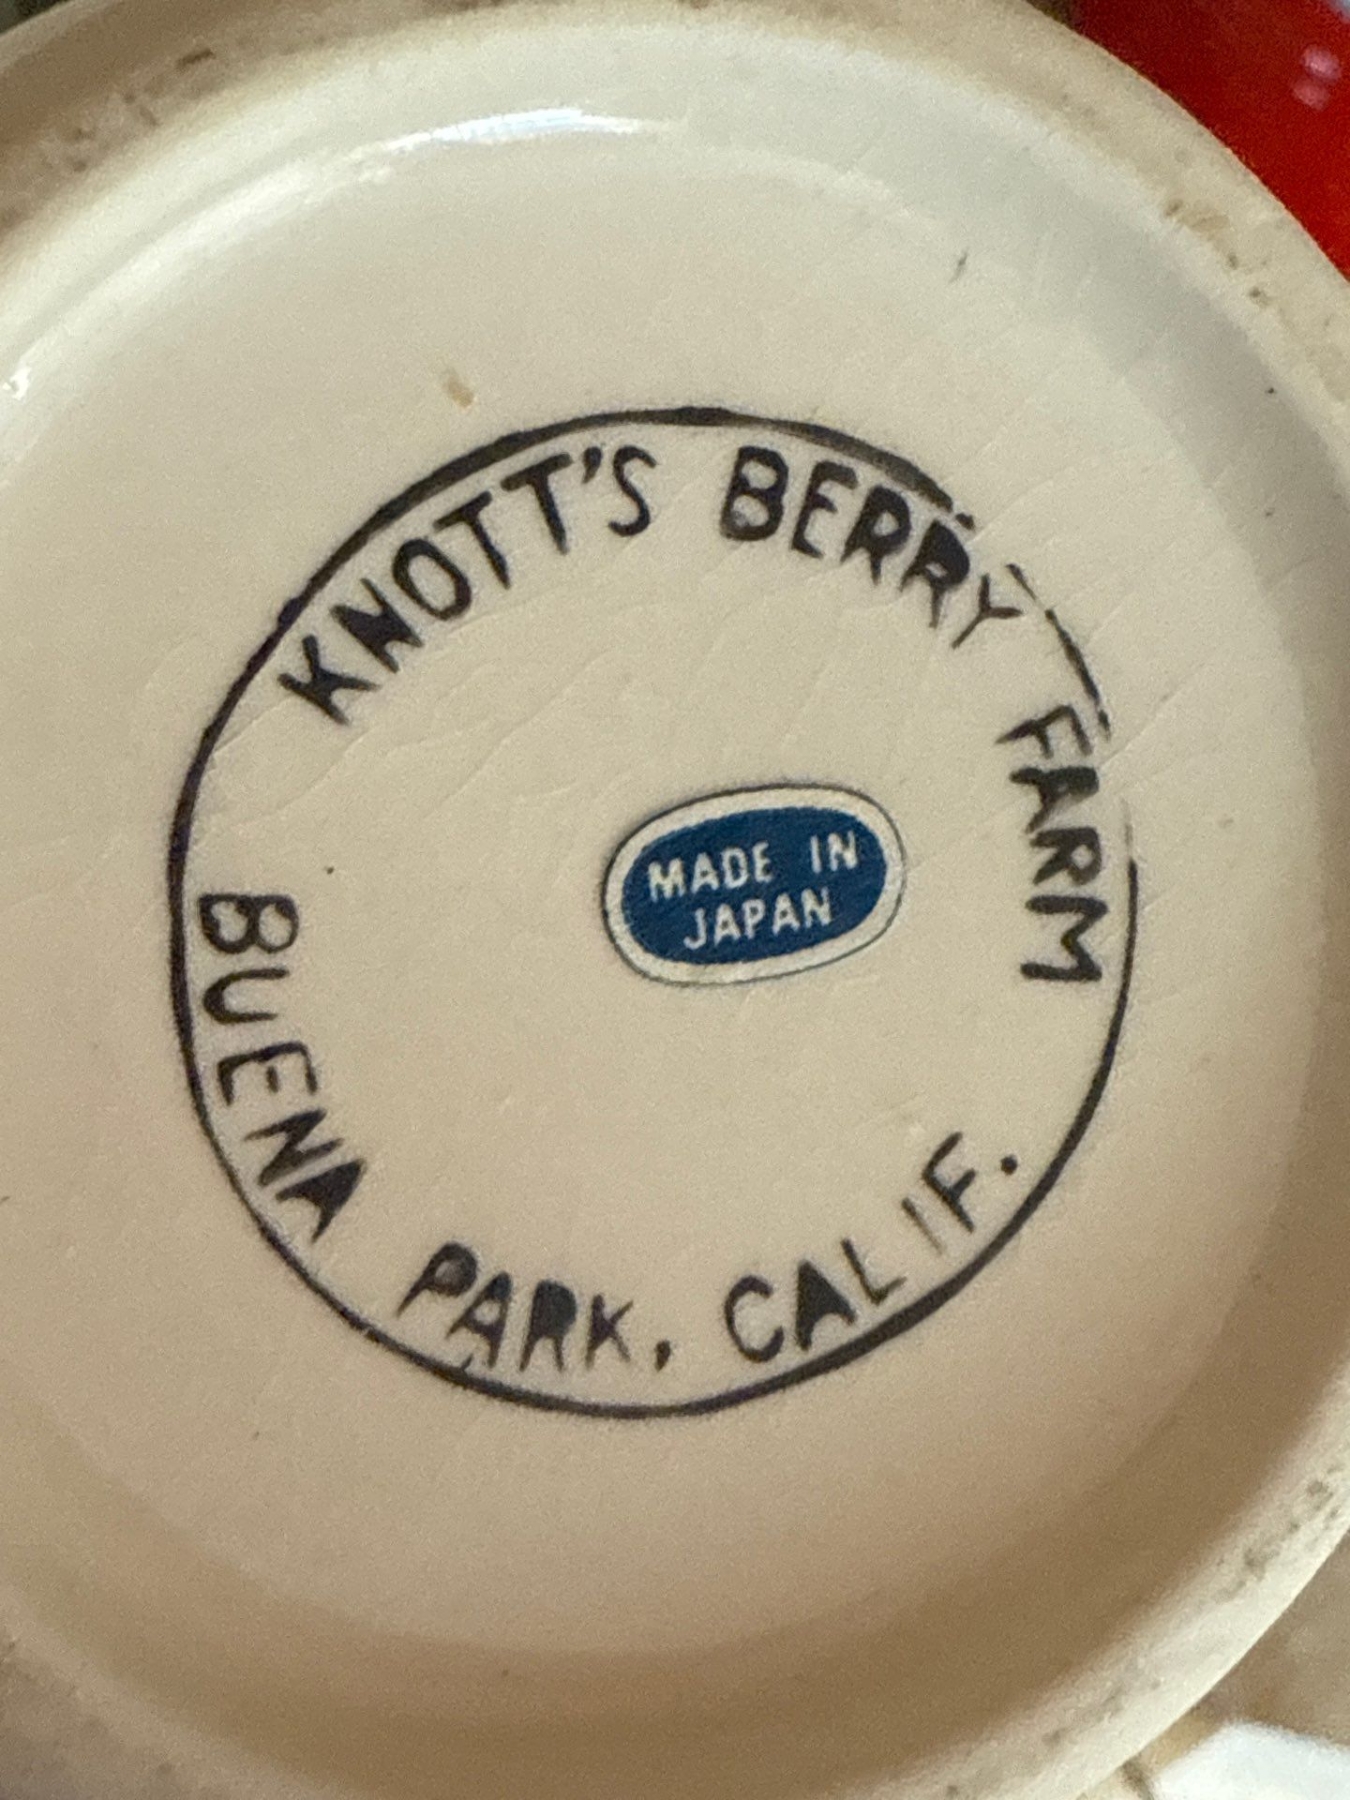 KNOTT'S BERRY FARM
BUENA PARK, CALIF.
MADE IN
JAPAN